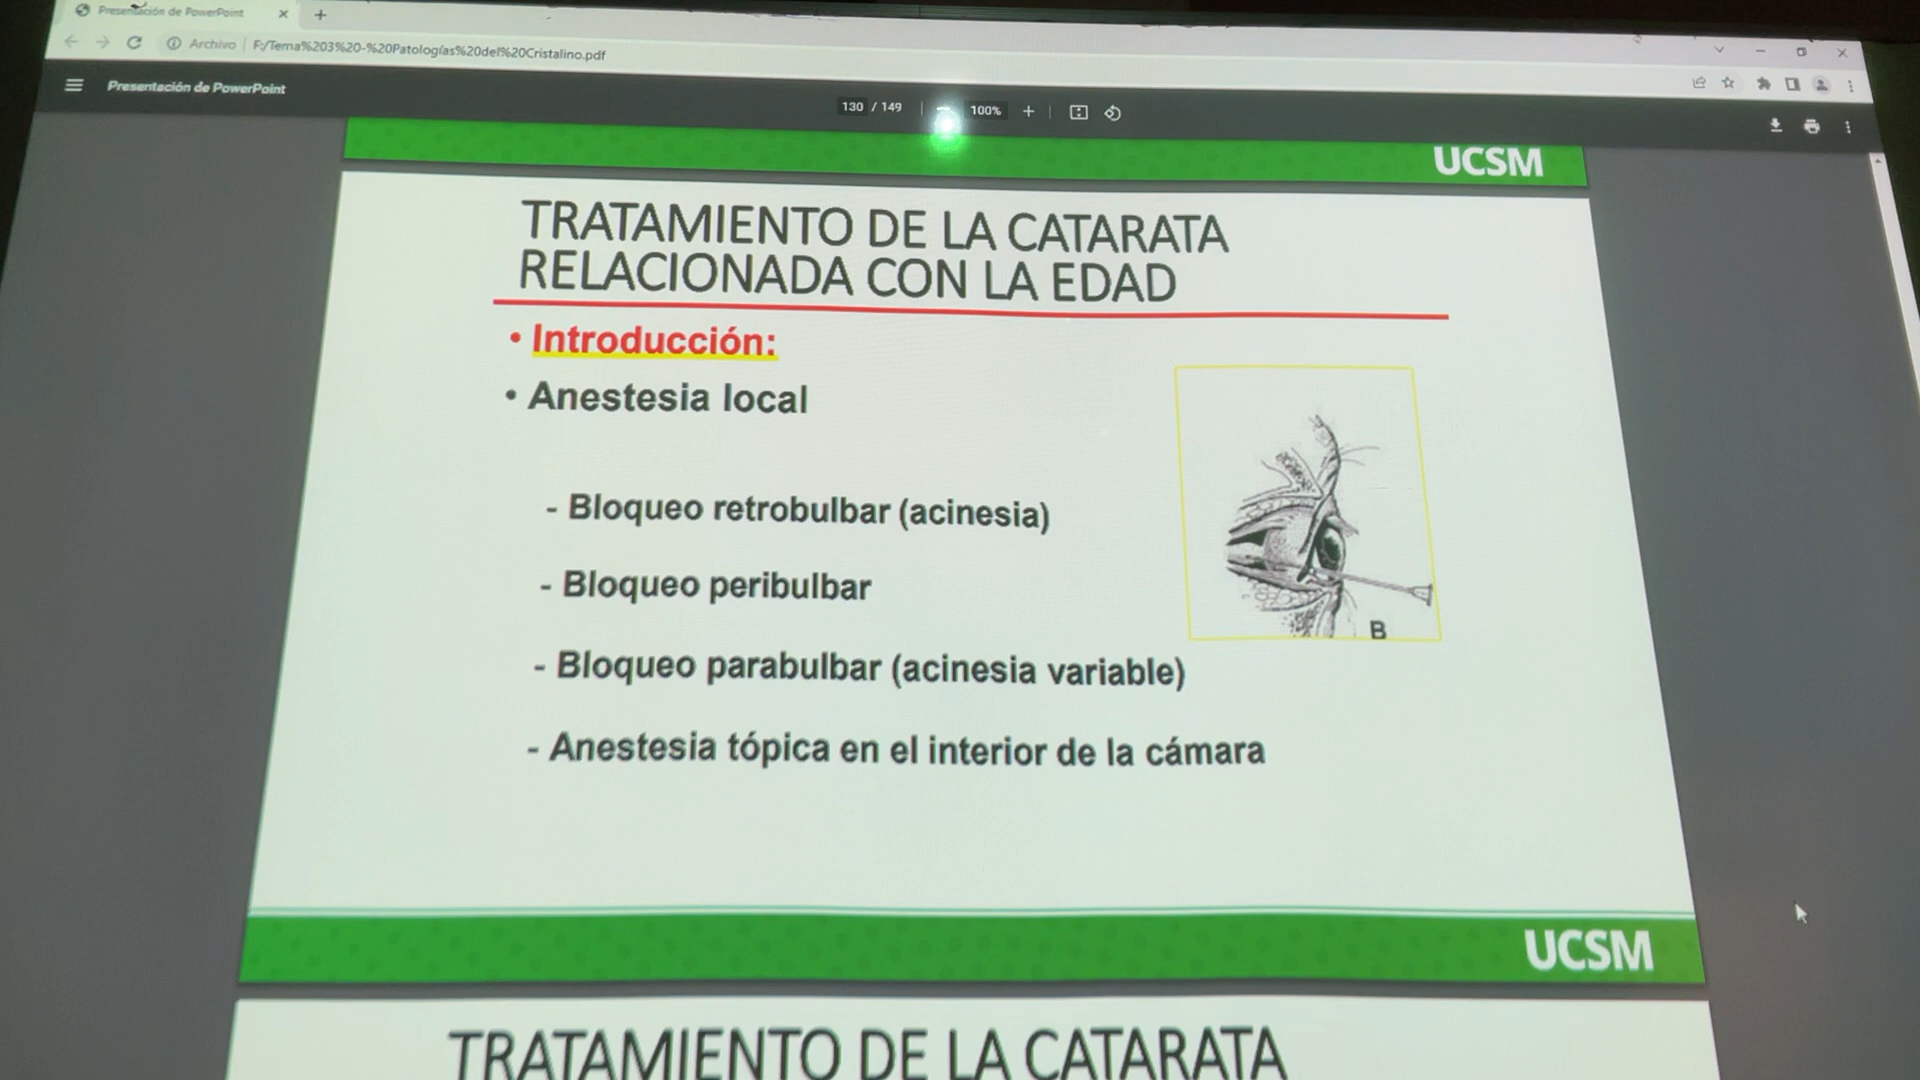 Presentación de PowerPoint
Archivo
F:/Tema%203%20-%20Patologías%20del%20Cristalino.pdf
Presentación de PowerPoint
130 / 149
100%
UCSM
TRATAMIENTO DE LA CATARATA
RELACIONADA CON LA EDAD
• Introducción:
• Anestesia local
- Bloqueo retrobulbar (acinesia)
- Bloqueo peribulbar
- Bloqueo parabulbar (acinesia variable)
- Anestesia tópica en el interior de la cámara
B
UCSM
TRATAMIENTO DE LA CATARATA